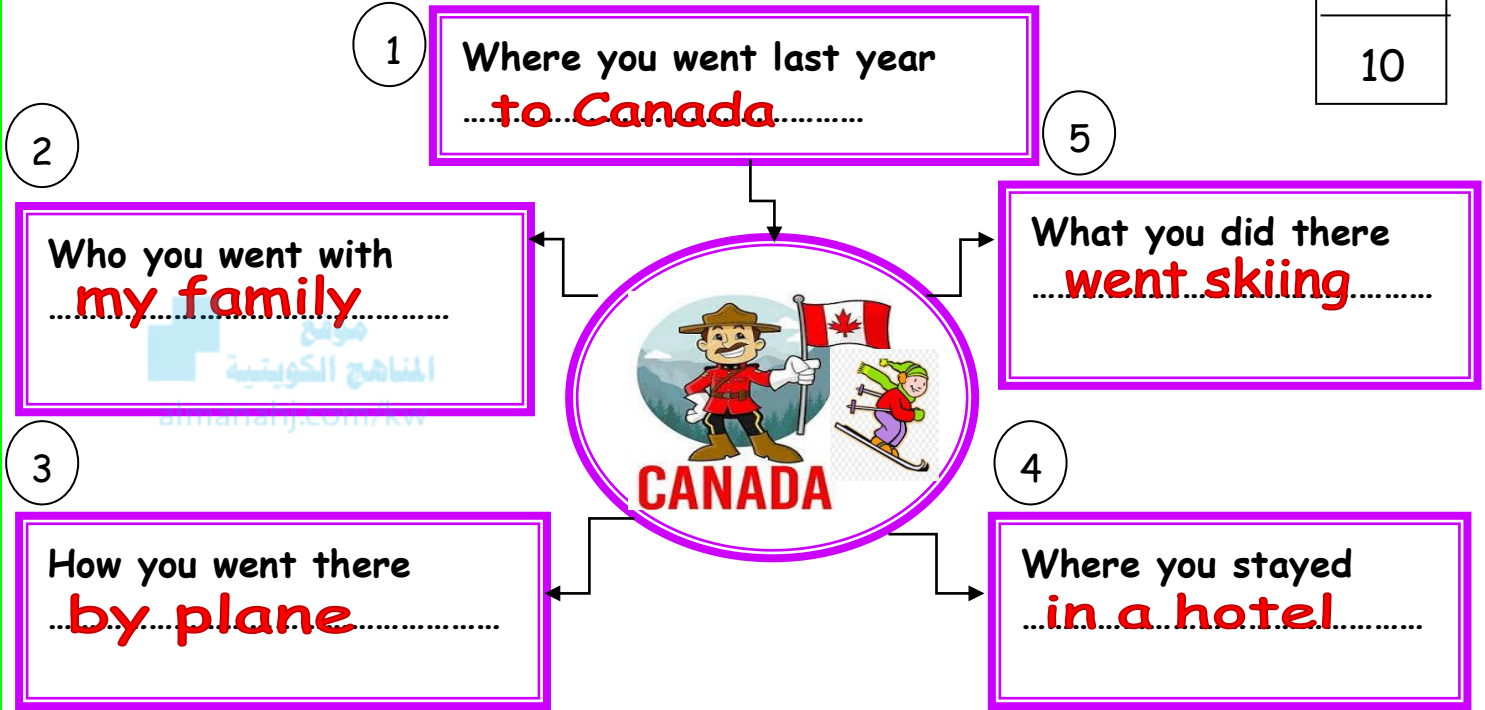 10
1
Where you went last year
to Canada
2
Who you went with
my family
موقع
المناهج الكويتية
almanahj.com/kw
3
How you went there
by plane
4
Where you stayed
in a hotel
5
What you did there
went skiing
CANADA